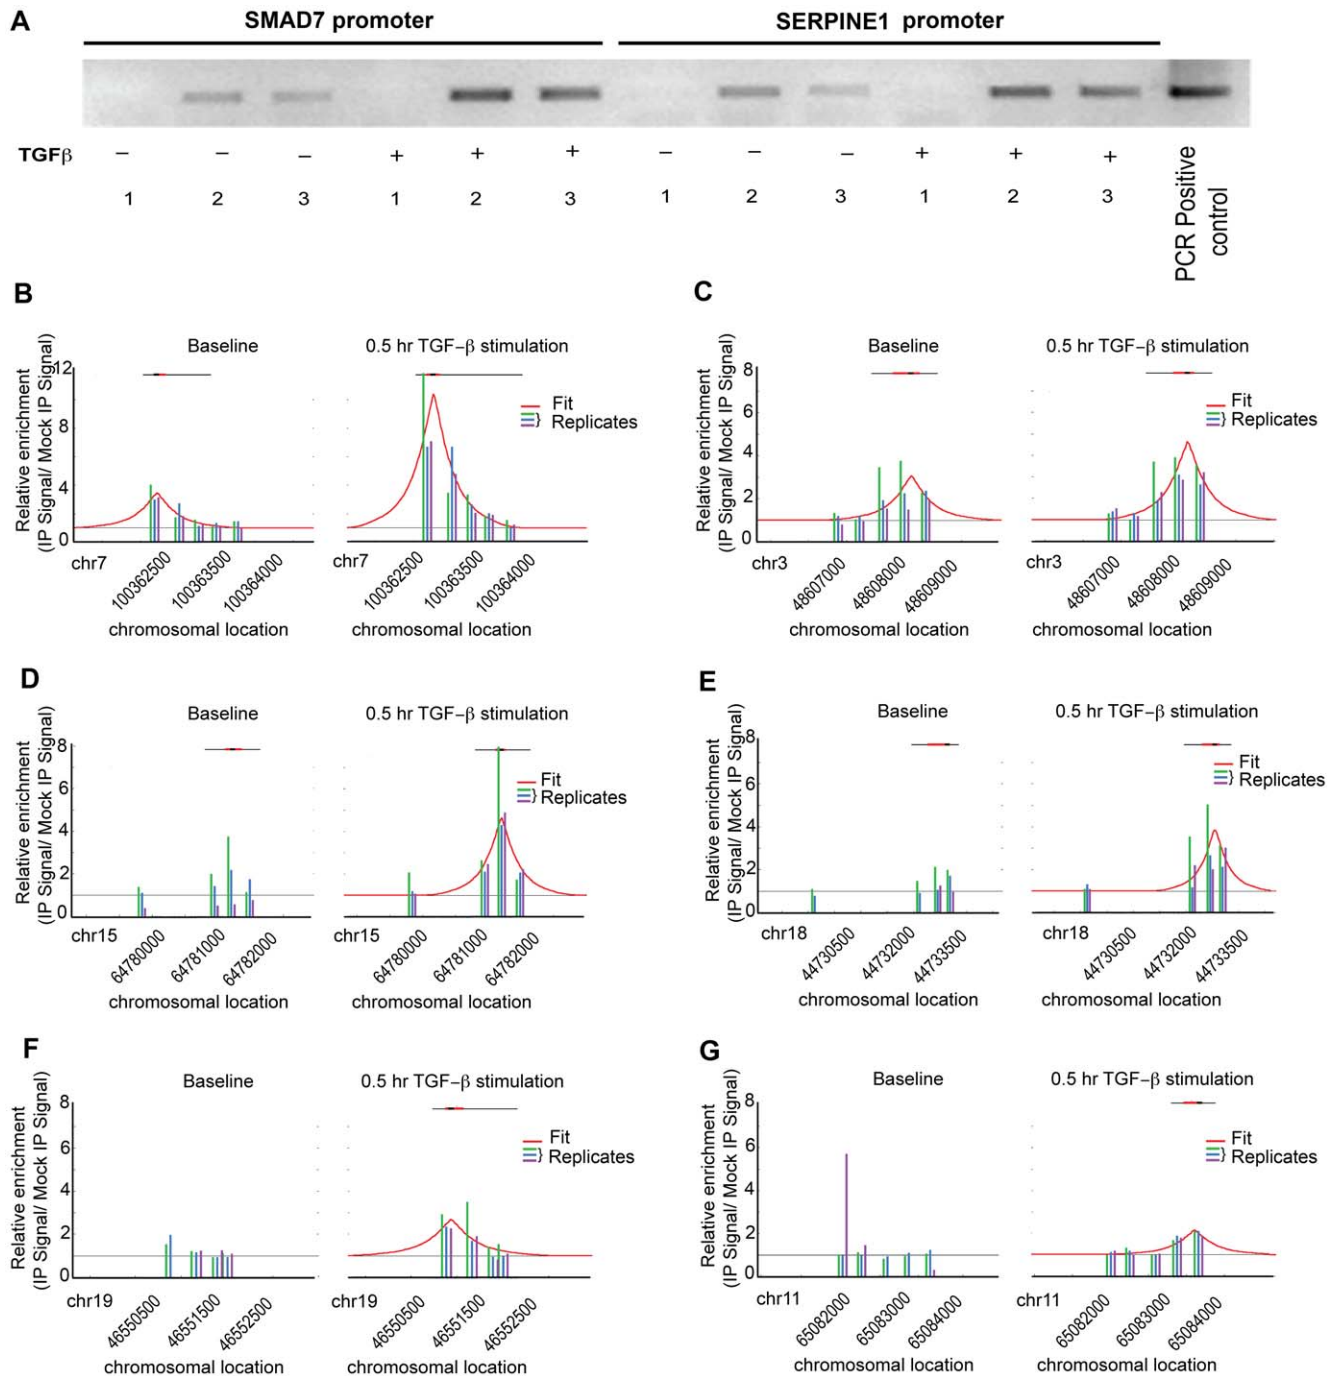 A
SMAD7 promoter
SERPINE1 promoter
TGFβ − − − + + + − − − + + +
1 2 3 1 2 3 1 2 3 1 2 3
PCR Positive
control
B
Relative enrichment
(IP Signal/ Mock IP Signal)
Baseline
0.5 hr TGF−β stimulation
12
8
4
0
Fit
} Replicates
chr7
100362500
100363500
100364000
chr7
100362500
100363500
100364000
chromosomal location
chromosomal location
C
Relative enrichment
(IP Signal/ Mock IP Signal)
Baseline
0.5 hr TGF−β stimulation
8
6
4
2
0
Fit
} Replicates
chr3
48607000
48608000
48609000
chr3
48607000
48608000
48609000
chromosomal location
chromosomal location
D
Relative enrichment
(IP Signal/ Mock IP Signal)
Baseline
0.5 hr TGF−β stimulation
8
6
4
2
0
Fit
} Replicates
chr15
64780000
64781000
64782000
chr15
64780000
64781000
64782000
chromosomal location
chromosomal location
E
Relative enrichment
(IP Signal/ Mock IP Signal)
Baseline
0.5 hr TGF−β stimulation
8
6
4
2
0
Fit
} Replicates
chr18
44730500
44732000
44733500
chr18
44730500
44732000
44733500
chromosomal location
chromosomal location
F
Relative enrichment
(IP Signal/ Mock IP Signal)
Baseline
0.5 hr TGF−β stimulation
8
6
4
2
0
Fit
} Replicates
chr19
46550500
46551500
46552500
chr19
46550500
46551500
46552500
chromosomal location
chromosomal location
G
Relative enrichment
(IP Signal/ Mock IP Signal)
Baseline
0.5 hr TGF−β stimulation
8
6
4
2
0
Fit
} Replicates
chr11
65082000
65083000
65084000
chr11
65082000
65083000
65084000
chromosomal location
chromosomal location